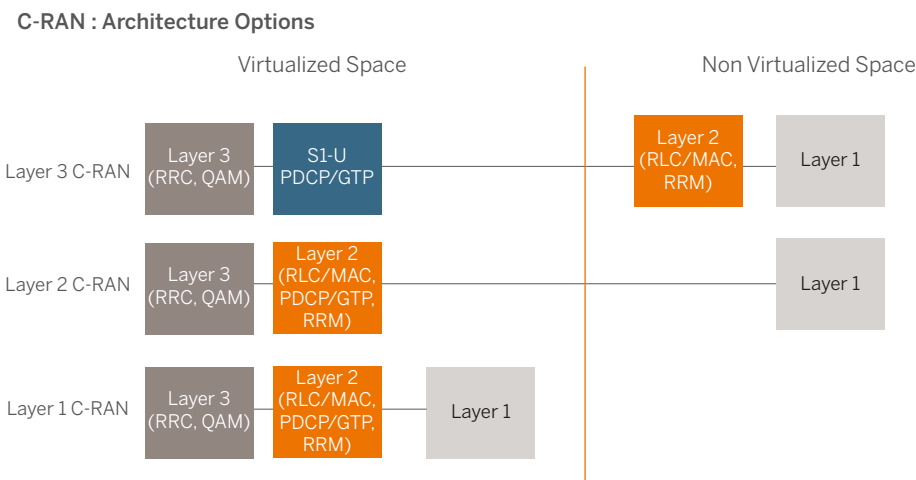 C-RAN : Architecture Options
Virtualized Space
Non Virtualized Space
Layer 3 C-RAN
Layer 3
(RRC, QAM)
S1-U
PDCP/GTP
Layer 2
(RLC/MAC,
RRM)
Layer 1
Layer 2 C-RAN
Layer 3
(RRC, QAM)
Layer 2
(RLC/MAC,
PDCP/GTP,
RRM)
Layer 1
Layer 1 C-RAN
Layer 3
(RRC, QAM)
Layer 2
(RLC/MAC,
PDCP/GTP,
RRM)
Layer 1